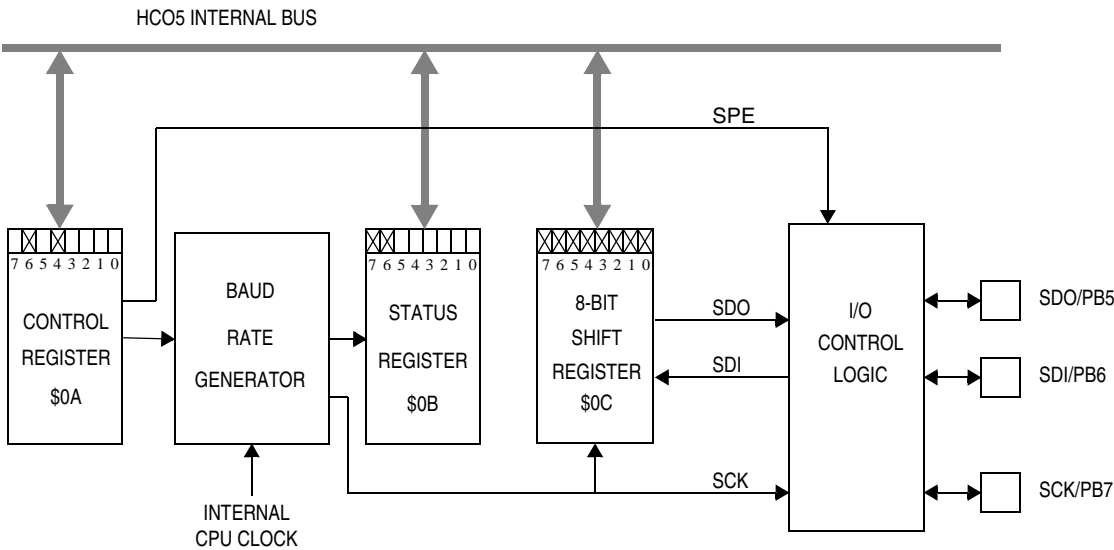 HCO5 INTERNAL BUS
SPE
7 6 5 4 3 2 1 0
CONTROL
REGISTER
$0A
BAUD
RATE
GENERATOR
7 6 5 4 3 2 1 0
STATUS
REGISTER
$0B
7 6 5 4 3 2 1 0
8-BIT
SHIFT
REGISTER
$0C
SDO
SDI
SCK
I/O
CONTROL
LOGIC
SDO/PB5
SDI/PB6
SCK/PB7
INTERNAL
CPU CLOCK